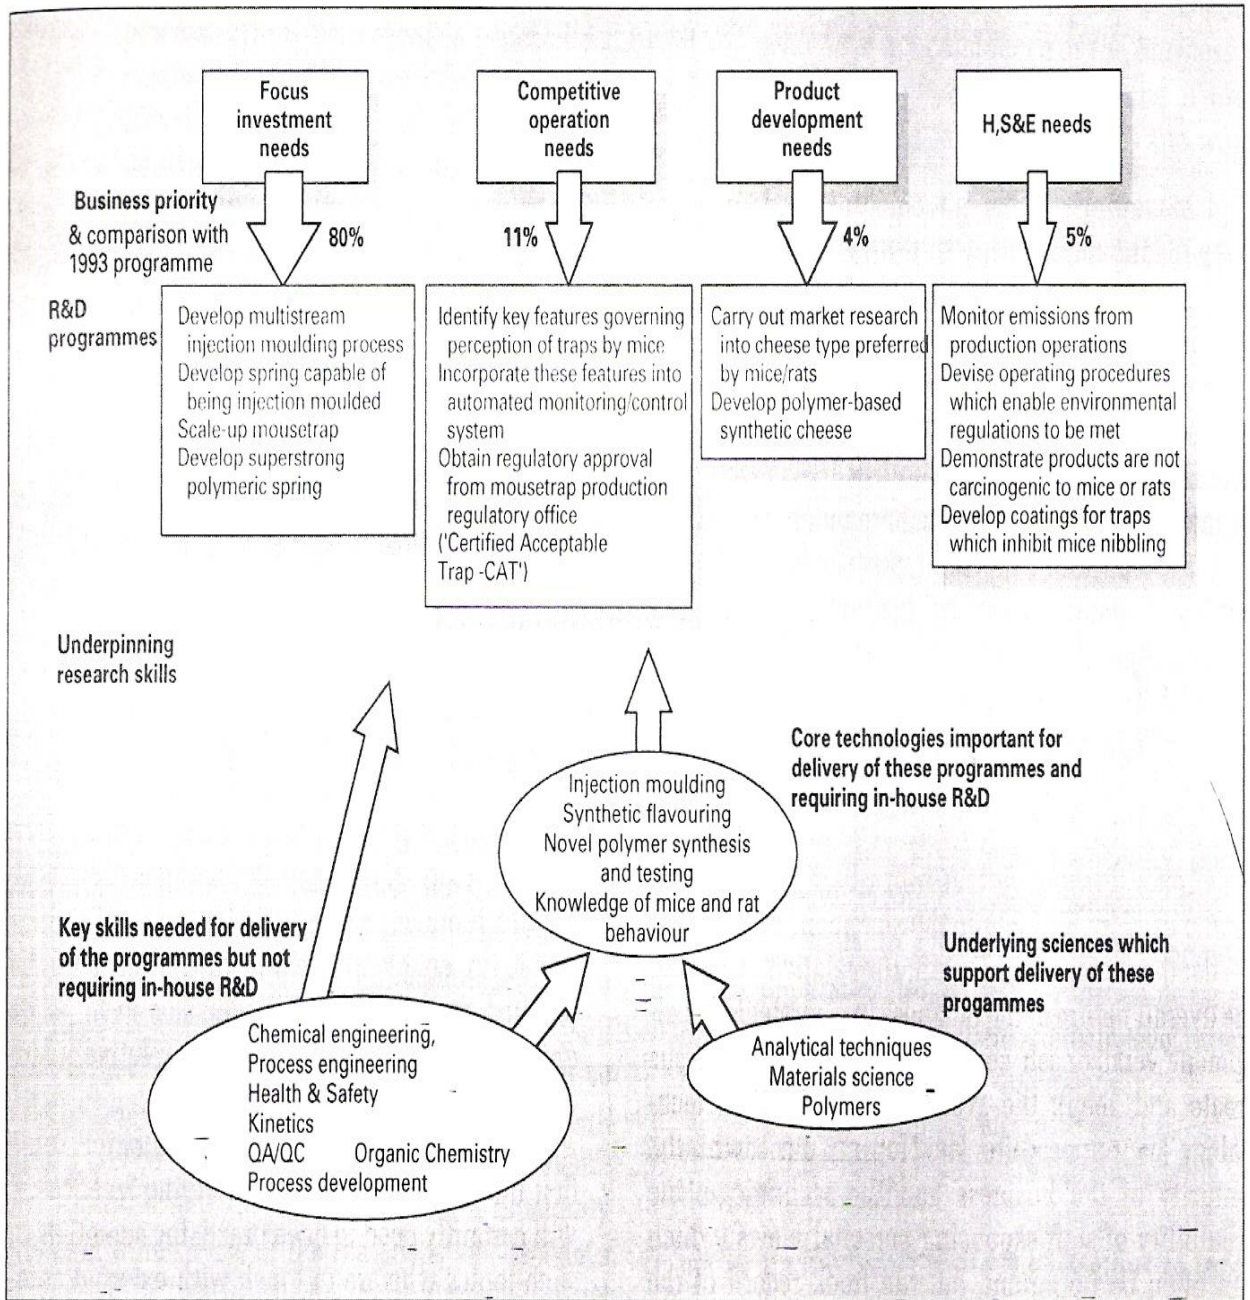 Focus
investment
needs
Competitive
operation
needs
Product
development
needs
H,S&E needs
Business priority
& comparison with
1993 programme
80%
11%
4%
5%
R&D
programmes
Develop multistream
injection moulding process
Develop spring capable of
being injection moulded
Scale-up mousetrap
Develop superstrong
polymeric spring
Identify key features governing
perception of traps by mice
Incorporate these features into
automated monitoring/control
system
Obtain regulatory approval
from mousetrap production
regulatory office
('Certified Acceptable
Trap -CAT')
Carry out market research
into cheese type preferred
by mice/rats
Develop polymer-based
synthetic cheese
Monitor emissions from
production operations
Devise operating procedures
which enable environmental
regulations to be met
Demonstrate products are not
carcinogenic to mice or rats
Develop coatings for traps
which inhibit mice nibbling
Underpinning
research skills
Core technologies important for
delivery of these programmes and
requiring in-house R&D
Injection moulding
Synthetic flavouring
Novel polymer synthesis
and testing
Knowledge of mice and rat
behaviour
Key skills needed for delivery
of the programmes but not
requiring in-house R&D
Underlying sciences which
support delivery of these
progammes
Chemical engineering,
Process engineering
Health & Safety
Kinetics
QA/QC Organic Chemistry
Process development
Analytical techniques
Materials science
Polymers